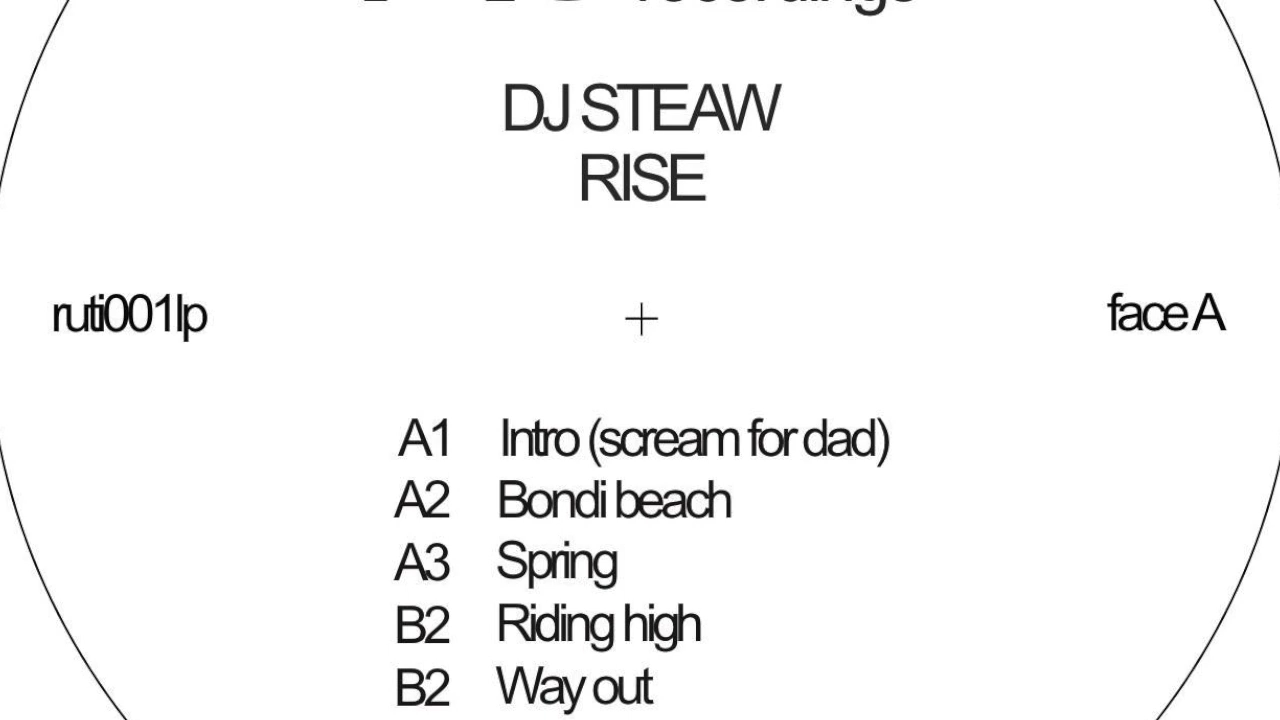 recordings
DJ STEAW
RISE
ruti001lp
face A
A1 Intro (scream for dad)
A2 Bondi beach
A3 Spring
B2 Riding high
B2 Way out